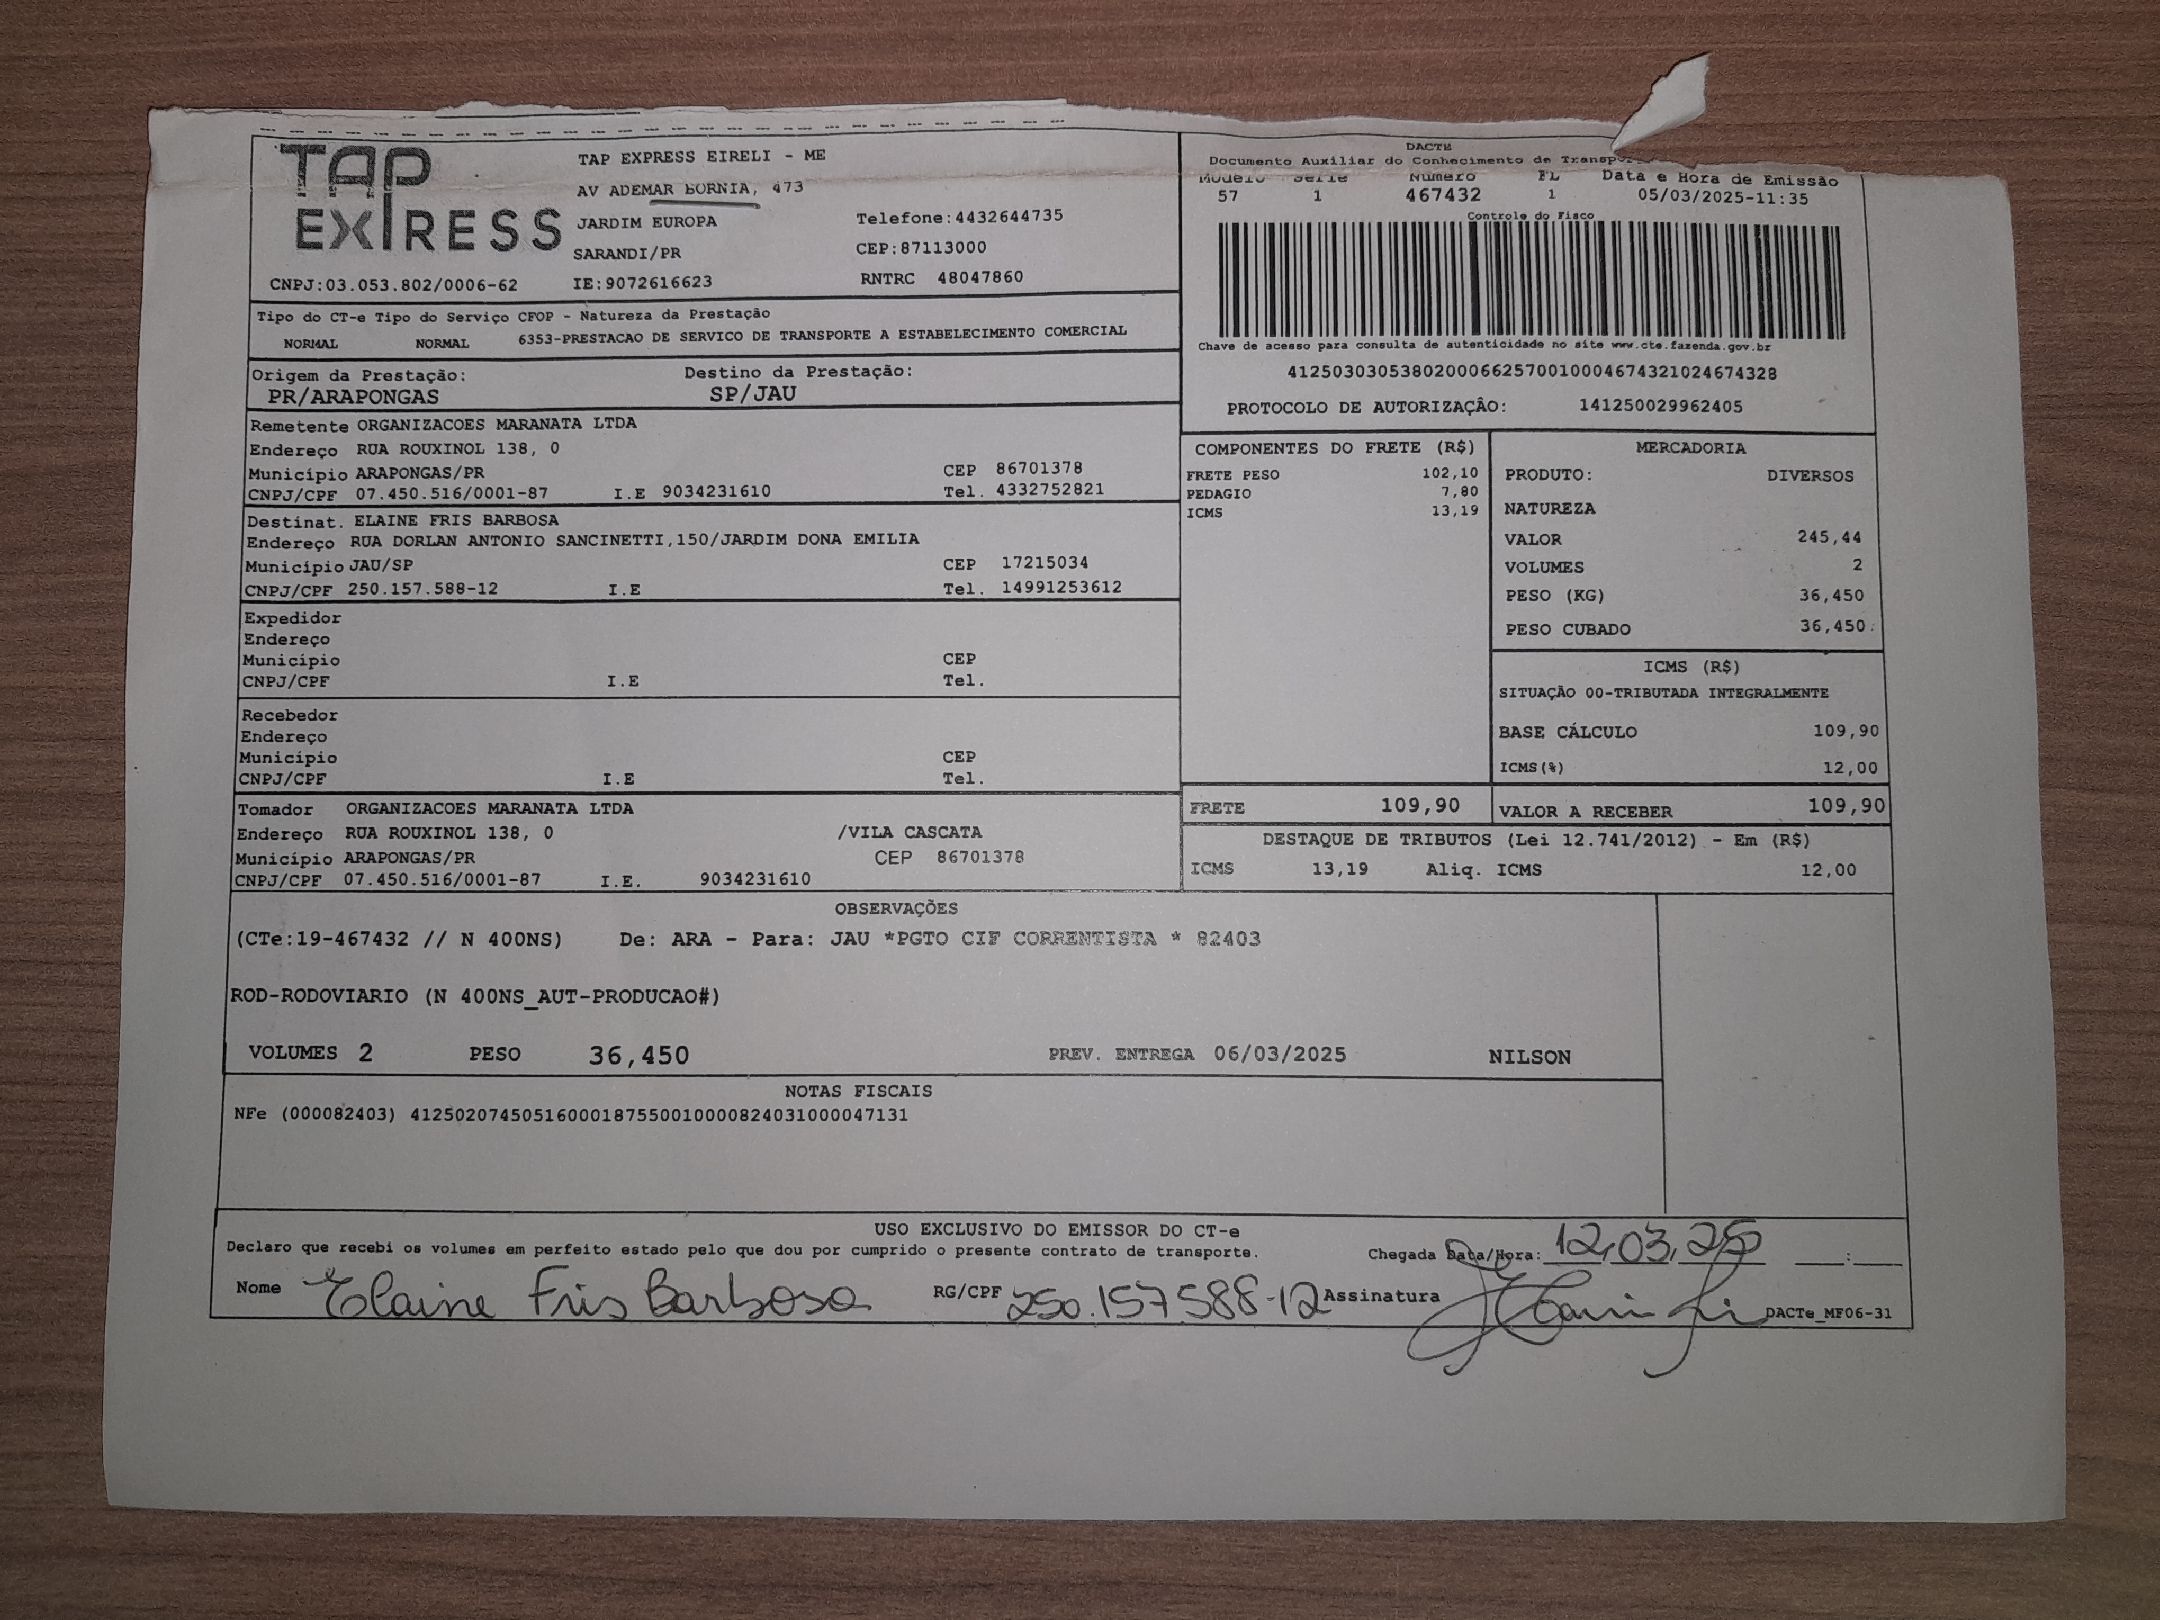 TAP EXPRESS
TAP EXPRESS EIRELI - ME
AV ADEMAR BORNIA, 473
JARDIM EUROPA Telefone:4432644735
SARANDI/PR CEP:87113000
CNPJ:03.053.802/0006-62 IE:9072616623 RNTRC 48047860
DACTE
Documento Auxiliar do Conhecimento de
Modelo Serie Numero FL Data e Hora de Emissão
57 1 467432 1 05/03/2025-11:35
Controle do Fisco
Chave de acesso para consulta de autenticidade no site www.cte.fazenda.gov.br
41250303053802000662570010004674321024674328
PROTOCOLO DE AUTORIZAÇÂO: 141250029962405
Tipo do CT-e Tipo do Serviço CFOP - Natureza da Prestação
NORMAL NORMAL 6353-PRESTACAO DE SERVICO DE TRANSPORTE A ESTABELECIMENTO COMERCIAL
Origem da Prestação: Destino da Prestação:
PR/ARAPONGAS SP/JAU
Remetente ORGANIZACOES MARANATA LTDA
Endereço RUA ROUXINOL 138, 0
Município ARAPONGAS/PR CEP 86701378
CNPJ/CPF 07.450.516/0001-87 I.E 9034231610 Tel. 4332752821
Destinat. ELAINE FRIS BARBOSA
Endereço RUA DORLAN ANTONIO SANCINETTI,150/JARDIM DONA EMILIA
Município JAU/SP CEP 17215034
CNPJ/CPF 250.157.588-12 I.E Tel. 14991253612
Expedidor
Endereço
Município CEP
CNPJ/CPF I.E Tel.
Recebedor
Endereço
Município CEP
CNPJ/CPF I.E Tel.
Tomador ORGANIZACOES MARANATA LTDA
Endereço RUA ROUXINOL 138, 0 /VILA CASCATA
Município ARAPONGAS/PR CEP 86701378
CNPJ/CPF 07.450.516/0001-87 I.E. 9034231610
COMPONENTES DO FRETE (R$)
FRETE PESO 102,10
PEDAGIO 7,80
ICMS 13,19
MERCADORIA
PRODUTO: DIVERSOS
NATUREZA
VALOR 245,44
VOLUMES 2
PESO (KG) 36,450
PESO CUBADO 36,450
ICMS (R$)
SITUAÇÃO 00-TRIBUTADA INTEGRALMENTE
BASE CÁLCULO 109,90
ICMS(%) 12,00
FRETE 109,90 VALOR A RECEBER 109,90
DESTAQUE DE TRIBUTOS (Lei 12.741/2012) - Em (R$)
ICMS 13,19 Aliq. ICMS 12,00
OBSERVAÇÕES
(CTe:19-467432 // N 400NS) De: ARA - Para: JAU *PGTO CIF CORRENTISTA * 82403
ROD-RODOVIARIO (N 400NS_AUT-PRODUCAO#)
VOLUMES 2 PESO 36,450 PREV. ENTREGA 06/03/2025 NILSON
NOTAS FISCAIS
NFe (000082403) 41250207450516000187550010000824031000047131
USO EXCLUSIVO DO EMISSOR DO CT-e
Declaro que recebi os volumes em perfeito estado pelo que dou por cumprido o presente contrato de transporte. Chegada Data/Hora: 12,03,25 :
Nome Elaine Fris Barbosa RG/CPF 250.157.588-12 Assinatura
DACTe_MF06-31